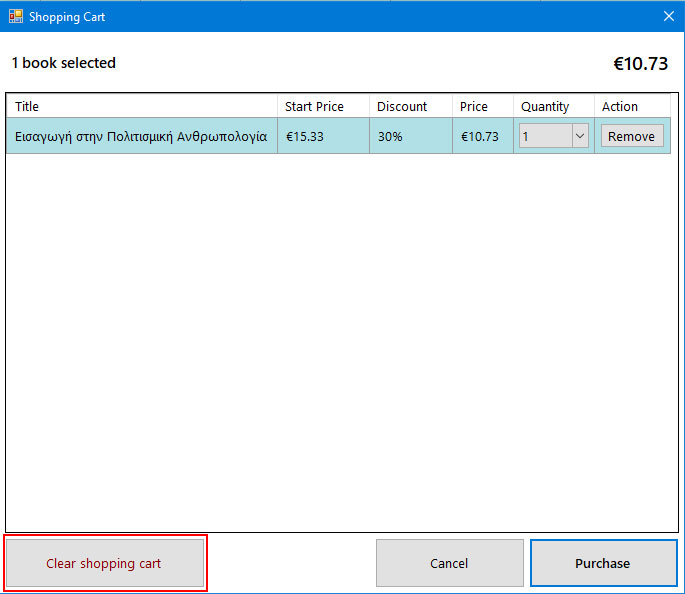 Shopping Cart
1 book selected €10.73
Title Start Price Discount Price Quantity Action
Εισαγωγή στην Πολιτισμική Ανθρωπολογία €15.33 30% €10.73 1 Remove
Clear shopping cart Cancel Purchase